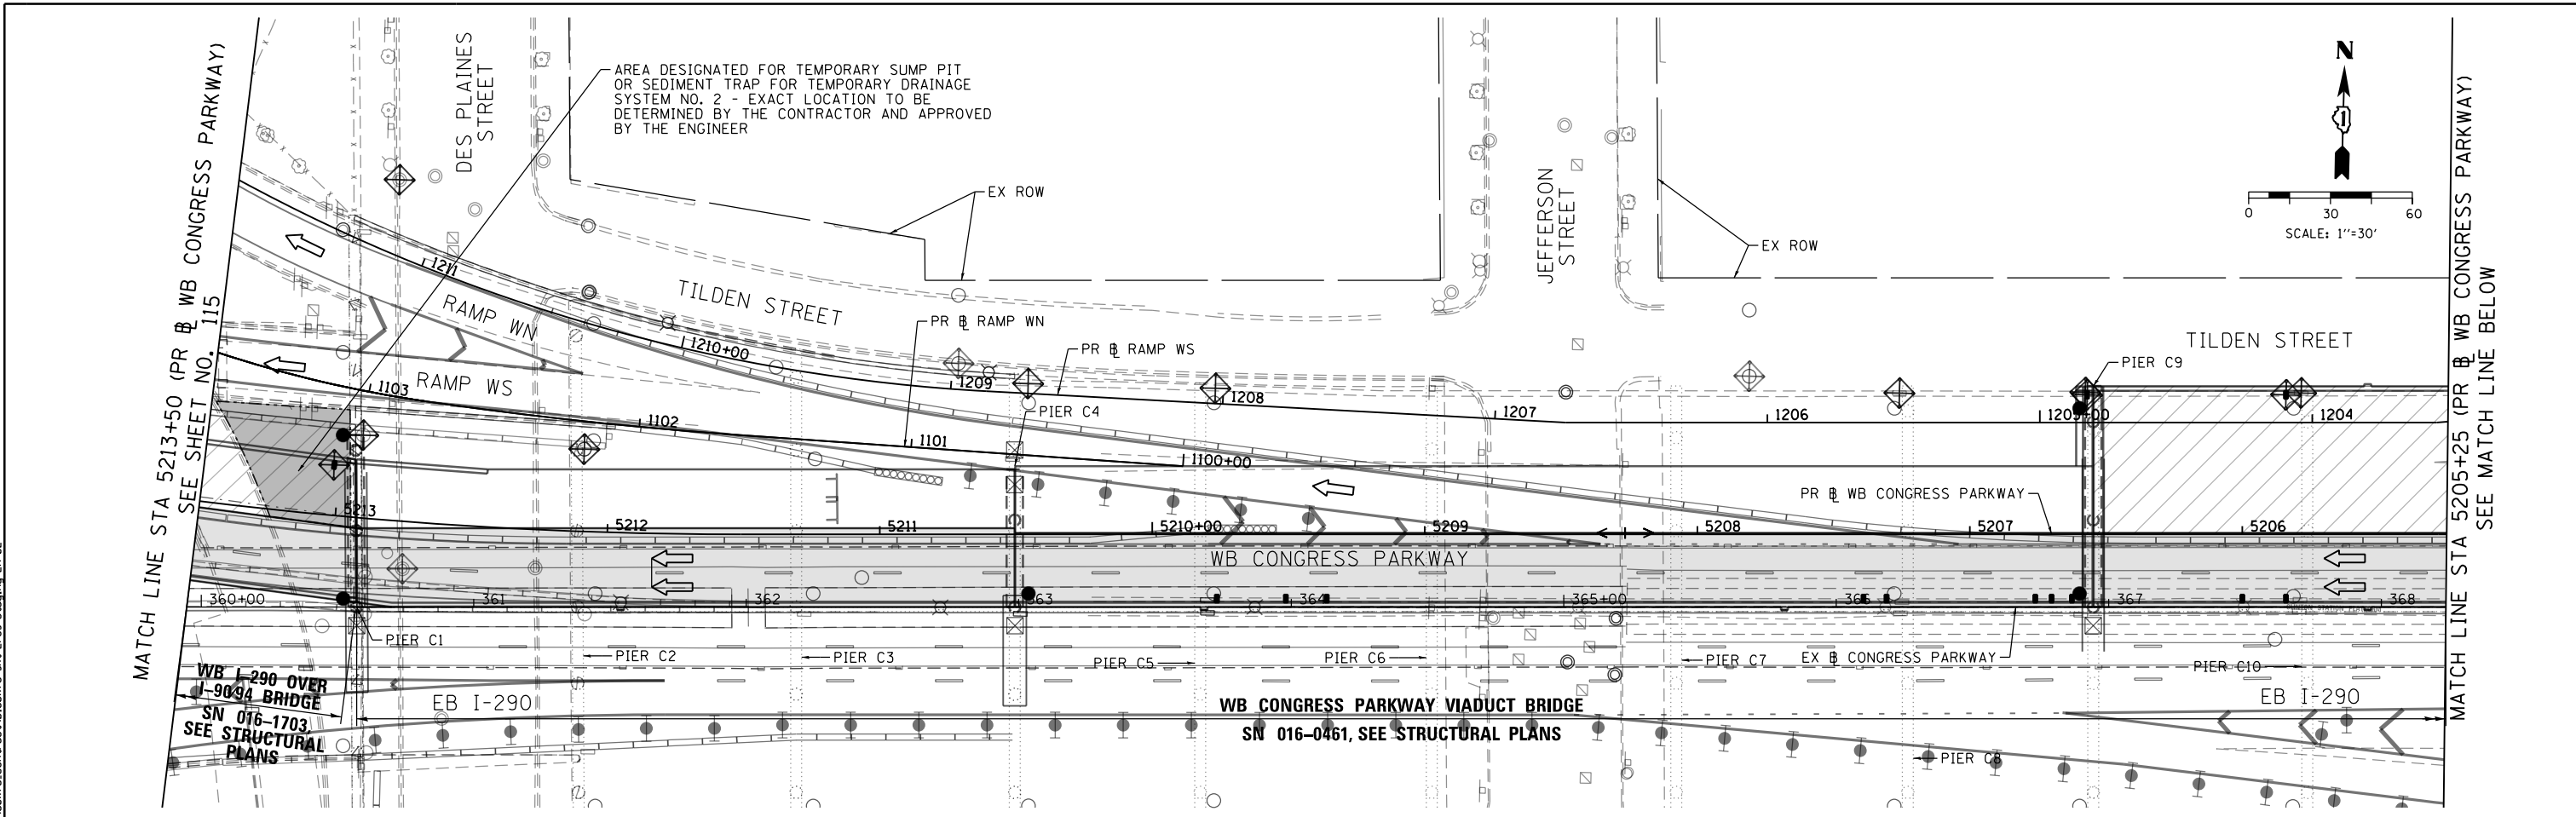 AREA DESIGNATED FOR TEMPORARY SUMP PIT
OR SEDIMENT TRAP FOR TEMPORARY DRAINAGE
SYSTEM NO. 2 - EXACT LOCATION TO BE
DETERMINED BY THE CONTRACTOR AND APPROVED
BY THE ENGINEER
DES PLAINES
STREET
MATCH LINE STA 5213+50 (PR ℄ WB CONGRESS PARKWAY)
SEE SHEET NO. 115
EX ROW
JEFFERSON
STREET
EX ROW
N
1
0 30 60
SCALE: 1"=30'
MATCH LINE STA 5205+25 (PR ℄ WB CONGRESS PARKWAY)
SEE MATCH LINE BELOW
TILDEN STREET
TILDEN STREET
RAMP WN
RAMP WS
PR ℄ RAMP WN
PR ℄ RAMP WS
PIER C4
PIER C9
1211
1210+00
1209
1208
1207
1206
1205+00
1204
1103
1102
1101
1100+00
PR ℄ WB CONGRESS PARKWAY
5213
5212
5211
5210+00
5209
5208
5207
5206
WB CONGRESS PARKWAY
360+00
361
362
363
364
365+00
366
367
368
PIER C1
PIER C2
PIER C3
PIER C5
PIER C6
PIER C7
EX ℄ CONGRESS PARKWAY
PIER C10
WB I-290 OVER
I-90/94 BRIDGE
SN 016-1703,
SEE STRUCTURAL
PLANS
EB I-290
WB CONGRESS PARKWAY VIADUCT BRIDGE
SN 016-0461, SEE STRUCTURAL PLANS
EB I-290
PIER C8